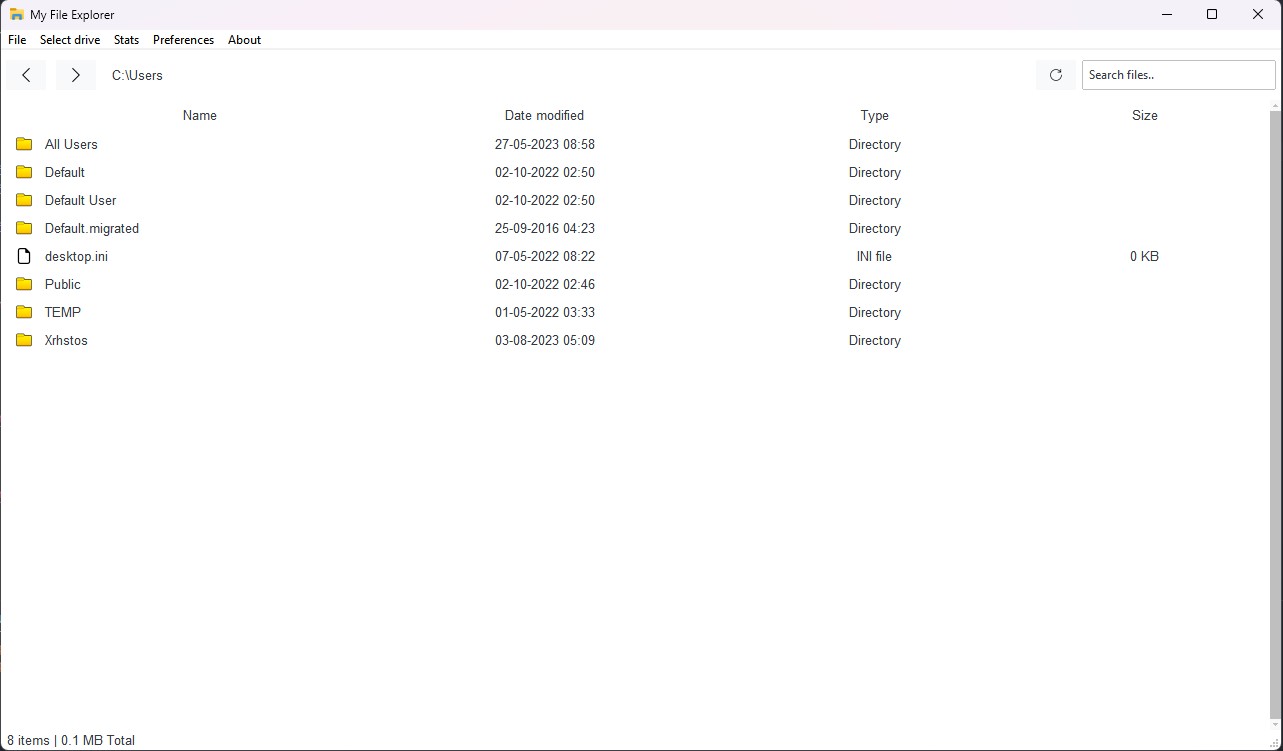 My File Explorer
File Select drive Stats Preferences About
C:\Users Search files..
Name Date modified Type Size
All Users 27-05-2023 08:58 Directory
Default 02-10-2022 02:50 Directory
Default User 02-10-2022 02:50 Directory
Default.migrated 25-09-2016 04:23 Directory
desktop.ini 07-05-2022 08:22 INI file 0 KB
Public 02-10-2022 02:46 Directory
TEMP 01-05-2022 03:33 Directory
Xrhstos 03-08-2023 05:09 Directory
8 items | 0.1 MB Total